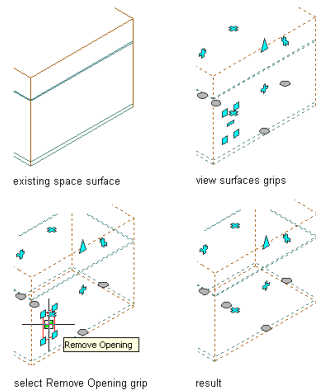 existing space surface
view surfaces grips
Remove Opening
select Remove Opening grip
result